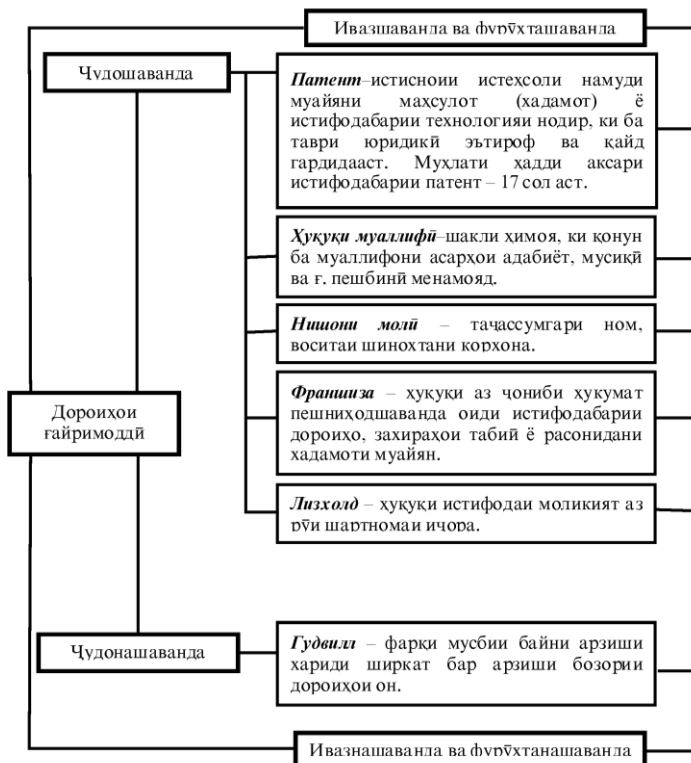 Ивазшаванда ва фурӯхташаванда
Ҷудошаванда
Патент–истисноии истеҳсоли намуди
муайяни маҳсулот (хадамот) ё
истифодабарии технологияи нодир, ки ба
таври юридикӣ эътироф ва қайд
гардидааст. Муҳлати ҳадди аксари
истифодабарии патент – 17 сол аст.
Ҳуқуқи муаллифӣ–шакли ҳимоя, ки қонун
ба муаллифони асарҳои адабиёт, мусиқӣ
ва ғ. пешбинӣ менамояд.
Нишони молӣ – таҷассумгари ном,
воситаи шинохтани корхона.
Франшиза – ҳуқуқи аз ҷониби ҳукумат
пешниҳодшаванда оиди истифодабарии
дороиҳо, захираҳои табиӣ ё расонидани
хадамоти муайян.
Дороиҳои
ғайримоддӣ
Лизхолд – ҳуқуқи истифодаи моликият аз
рӯи шартномаи иҷора.
Ҷудонашаванда
Гудвилл – фарқи мусбии байни арзиши
хариди ширкат бар арзиши бозории
дороиҳои он.
Ивазнашаванда ва фурӯхтанашаванда